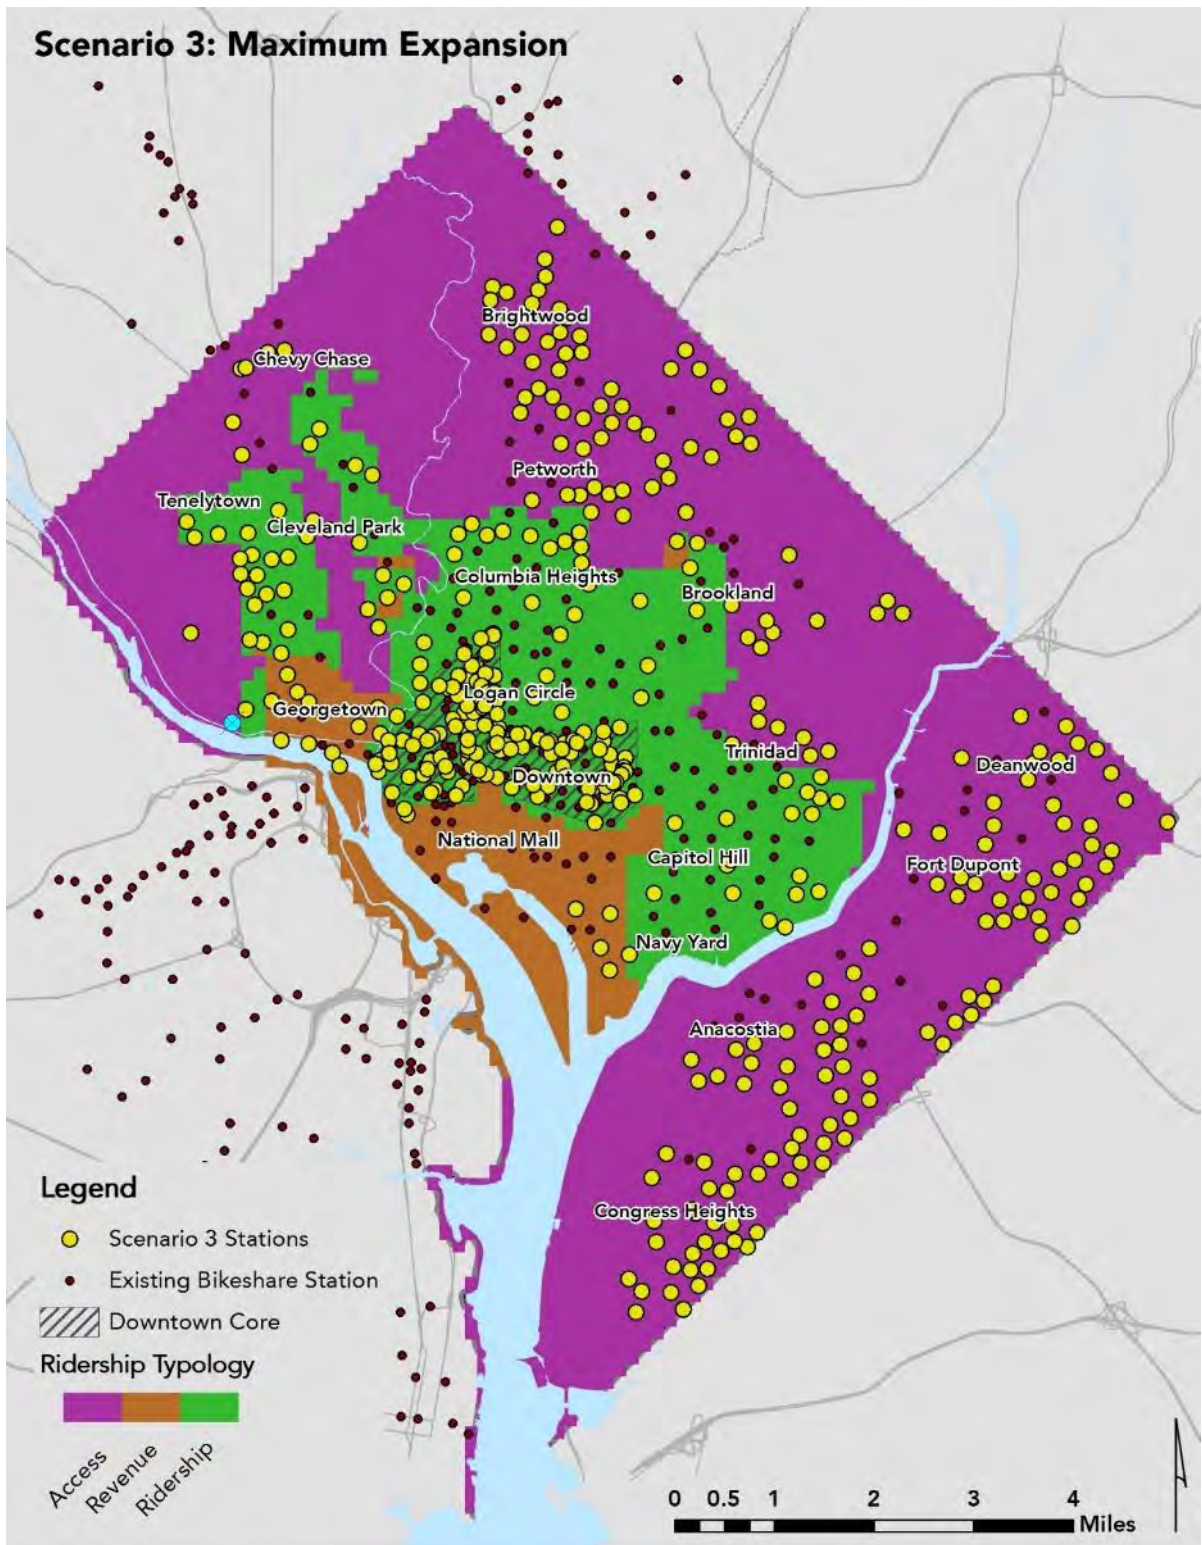 Scenario 3: Maximum Expansion
Brightwood
Chevy Chase
Petworth
Tenelytown
Cleveland Park
Columbia Heights
Brookland
Logan Circle
Georgetown
Trinidad
Deanwood
Downtown
National Mall
Capitol Hill
Fort Dupont
Navy Yard
Anacostia
Congress Heights
Legend
Scenario 3 Stations
Existing Bikeshare Station
Downtown Core
Ridership Typology
Access
Revenue
Ridership
0 0.5 1 2 3 4
Miles